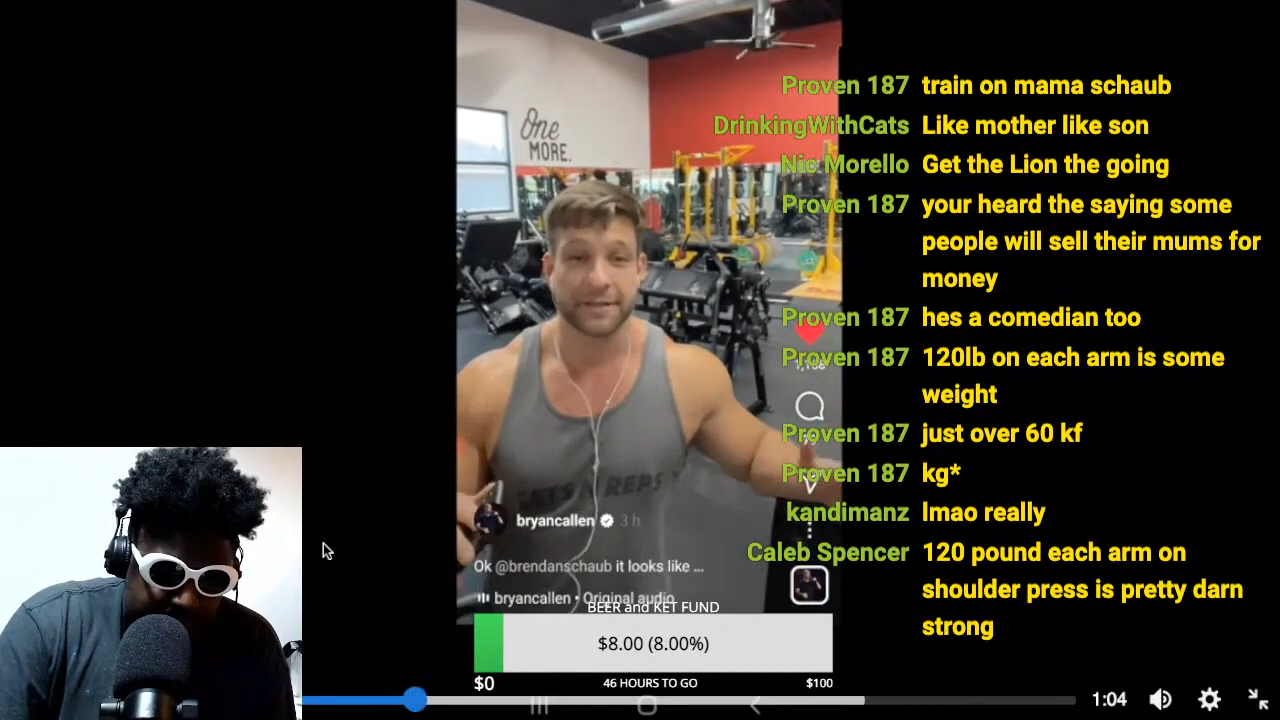 One
MORE.
Proven 187 train on mama schaub
DrinkingWithCats Like mother like son
Nic Morello Get the Lion the going
Proven 187 your heard the saying some
people will sell their mums for
money
Proven 187 hes a comedian too
Proven 187 120lb on each arm is some
weight
Proven 187 just over 60 kf
Proven 187 kg*
kandimanz lmao really
Caleb Spencer 120 pound each arm on
shoulder press is pretty darn
strong
bryancallen 3 h
Ok @brendanschaub it looks like ...
bryancallen • Original audio
BEER and KET FUND
$8.00 (8.00%)
$0 46 HOURS TO GO $100
1:04